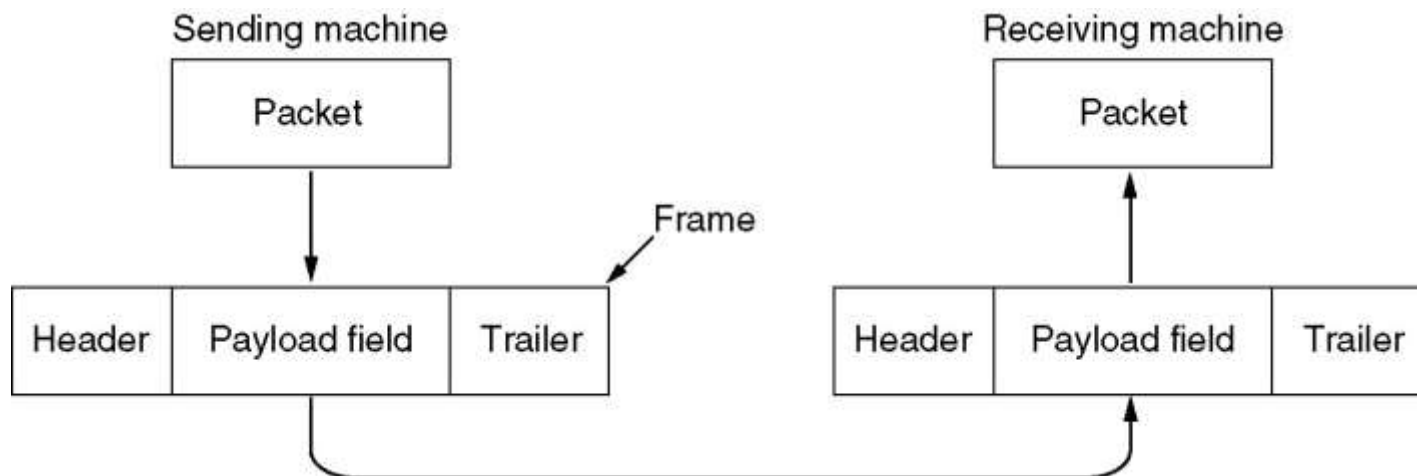 Sending machine
Packet
Frame
Header Payload field Trailer
Receiving machine
Packet
Header Payload field Trailer